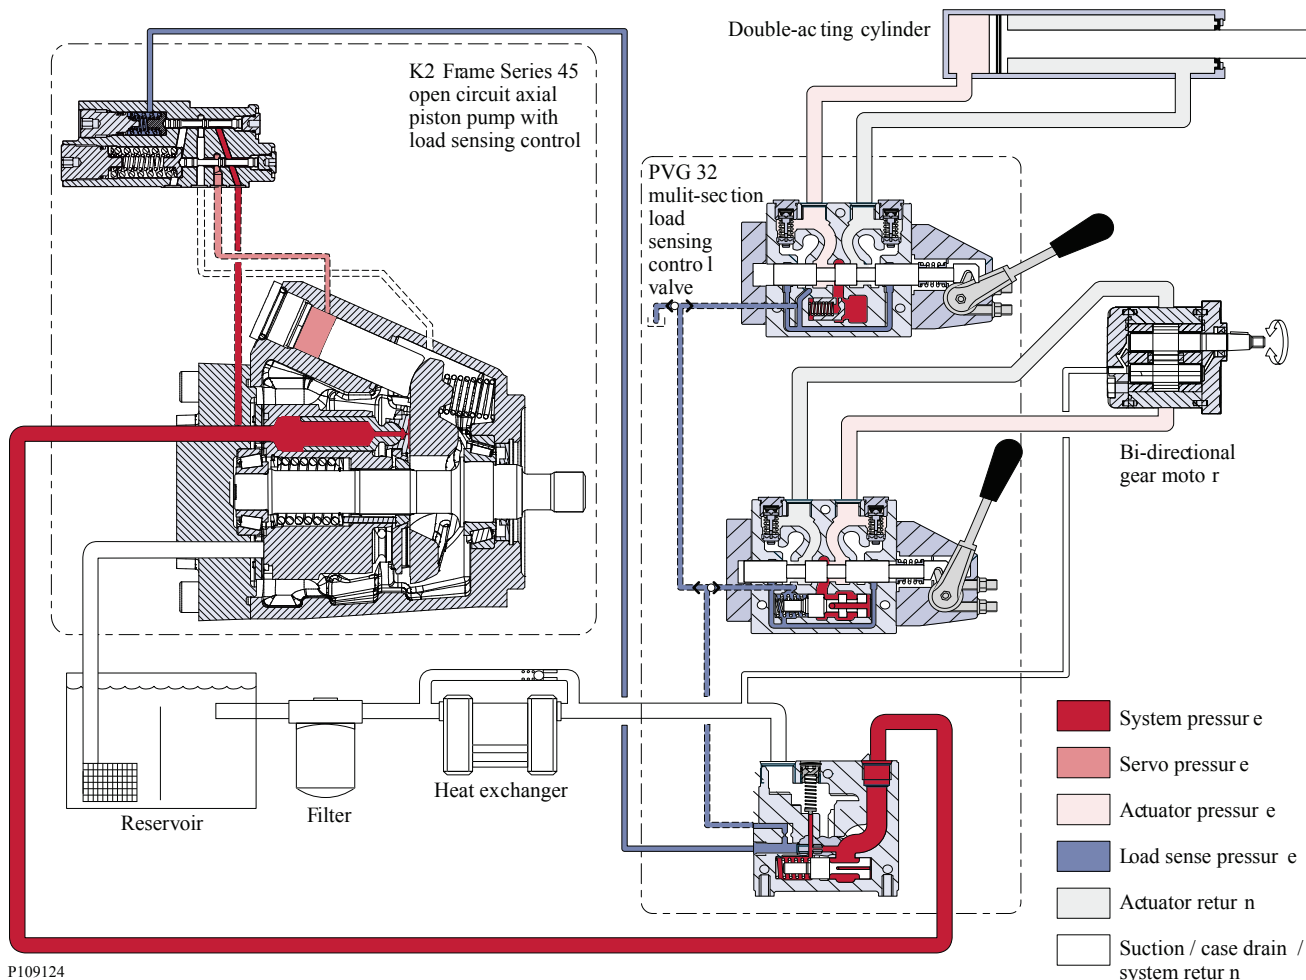 Double-ac ting cylinder
K2 Frame Series 45
open circuit axial
piston pump with
load sensing control
PVG 32
mulit-section
load
sensing
contro l
valve
Bi-directional
gear moto r
System pressur e
Servo pressur e
Actuator pressur e
Load sense pressur e
Actuator retur n
Suction / case drain /
system retur n
Heat exchanger
Filter
Reservoir
P109124